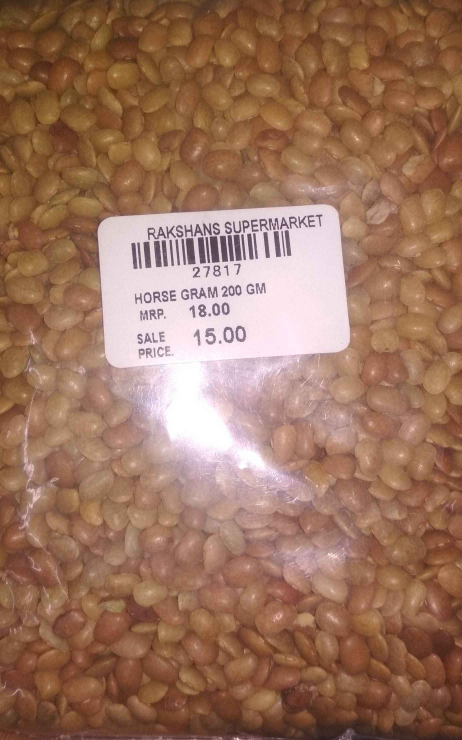 RAKSHANS SUPERMARKET
27817
HORSE GRAM 200 GM
MRP. 18.00
SALE PRICE. 15.00